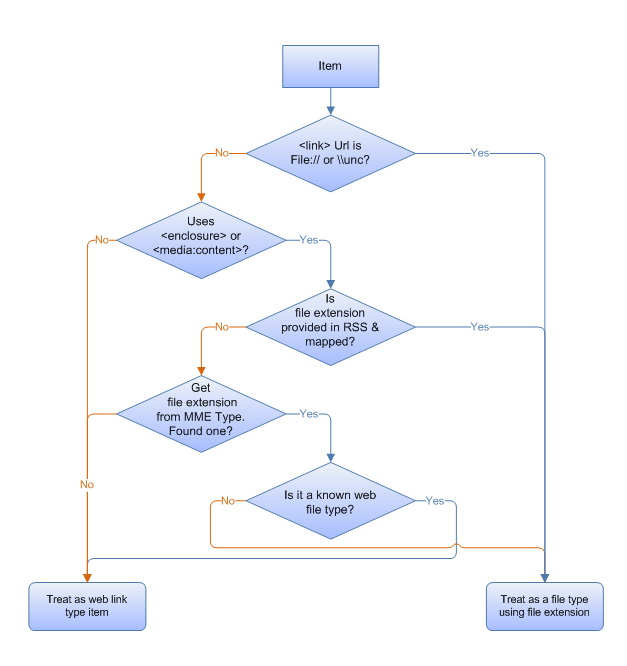 Item
<link> Url is
File:// or \\unc?
No
Yes
Uses
<enclosure> or
<media:content>?
No
Yes
Is
file extension
provided in RSS &
mapped?
No
Yes
Get
file extension
from MME Type.
Found one?
Yes
No
Is it a known web
file type?
No
Yes
Treat as web link
type item
Treat as a file type
using file extension